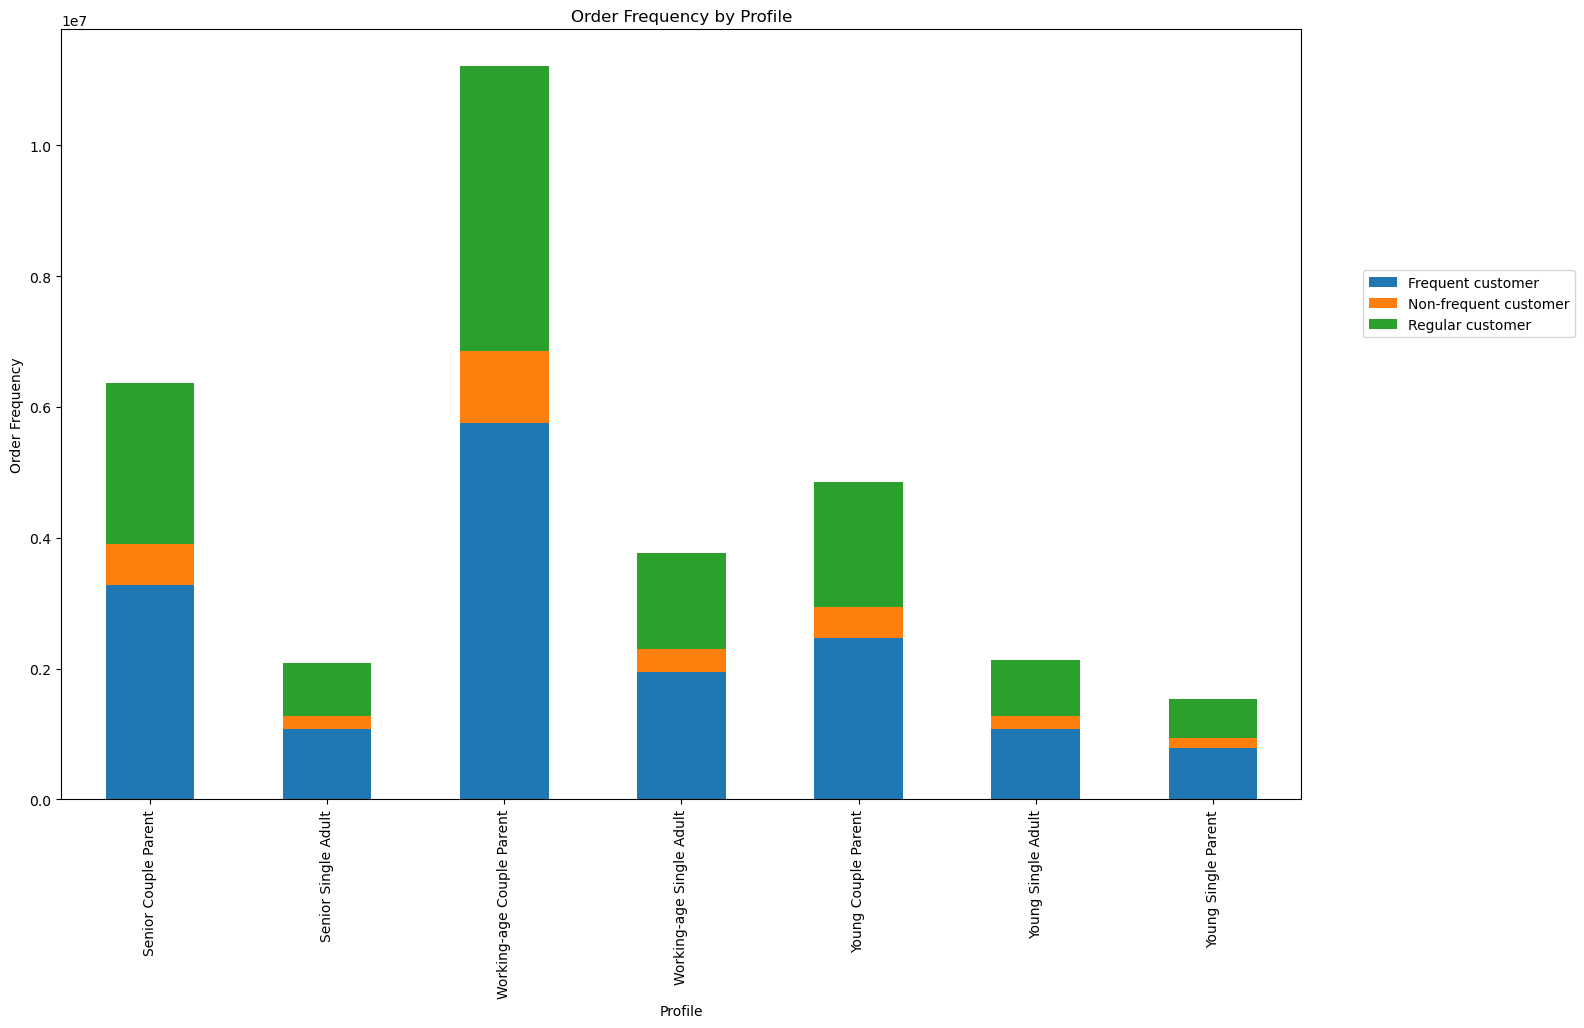 Order Frequency by Profile
1e7
1.0
0.8
0.6
0.4
0.2
0.0
Order Frequency
Frequent customer
Non-frequent customer
Regular customer
Senior Couple Parent
Senior Single Adult
Working-age Couple Parent
Working-age Single Adult
Young Couple Parent
Young Single Adult
Young Single Parent
Profile